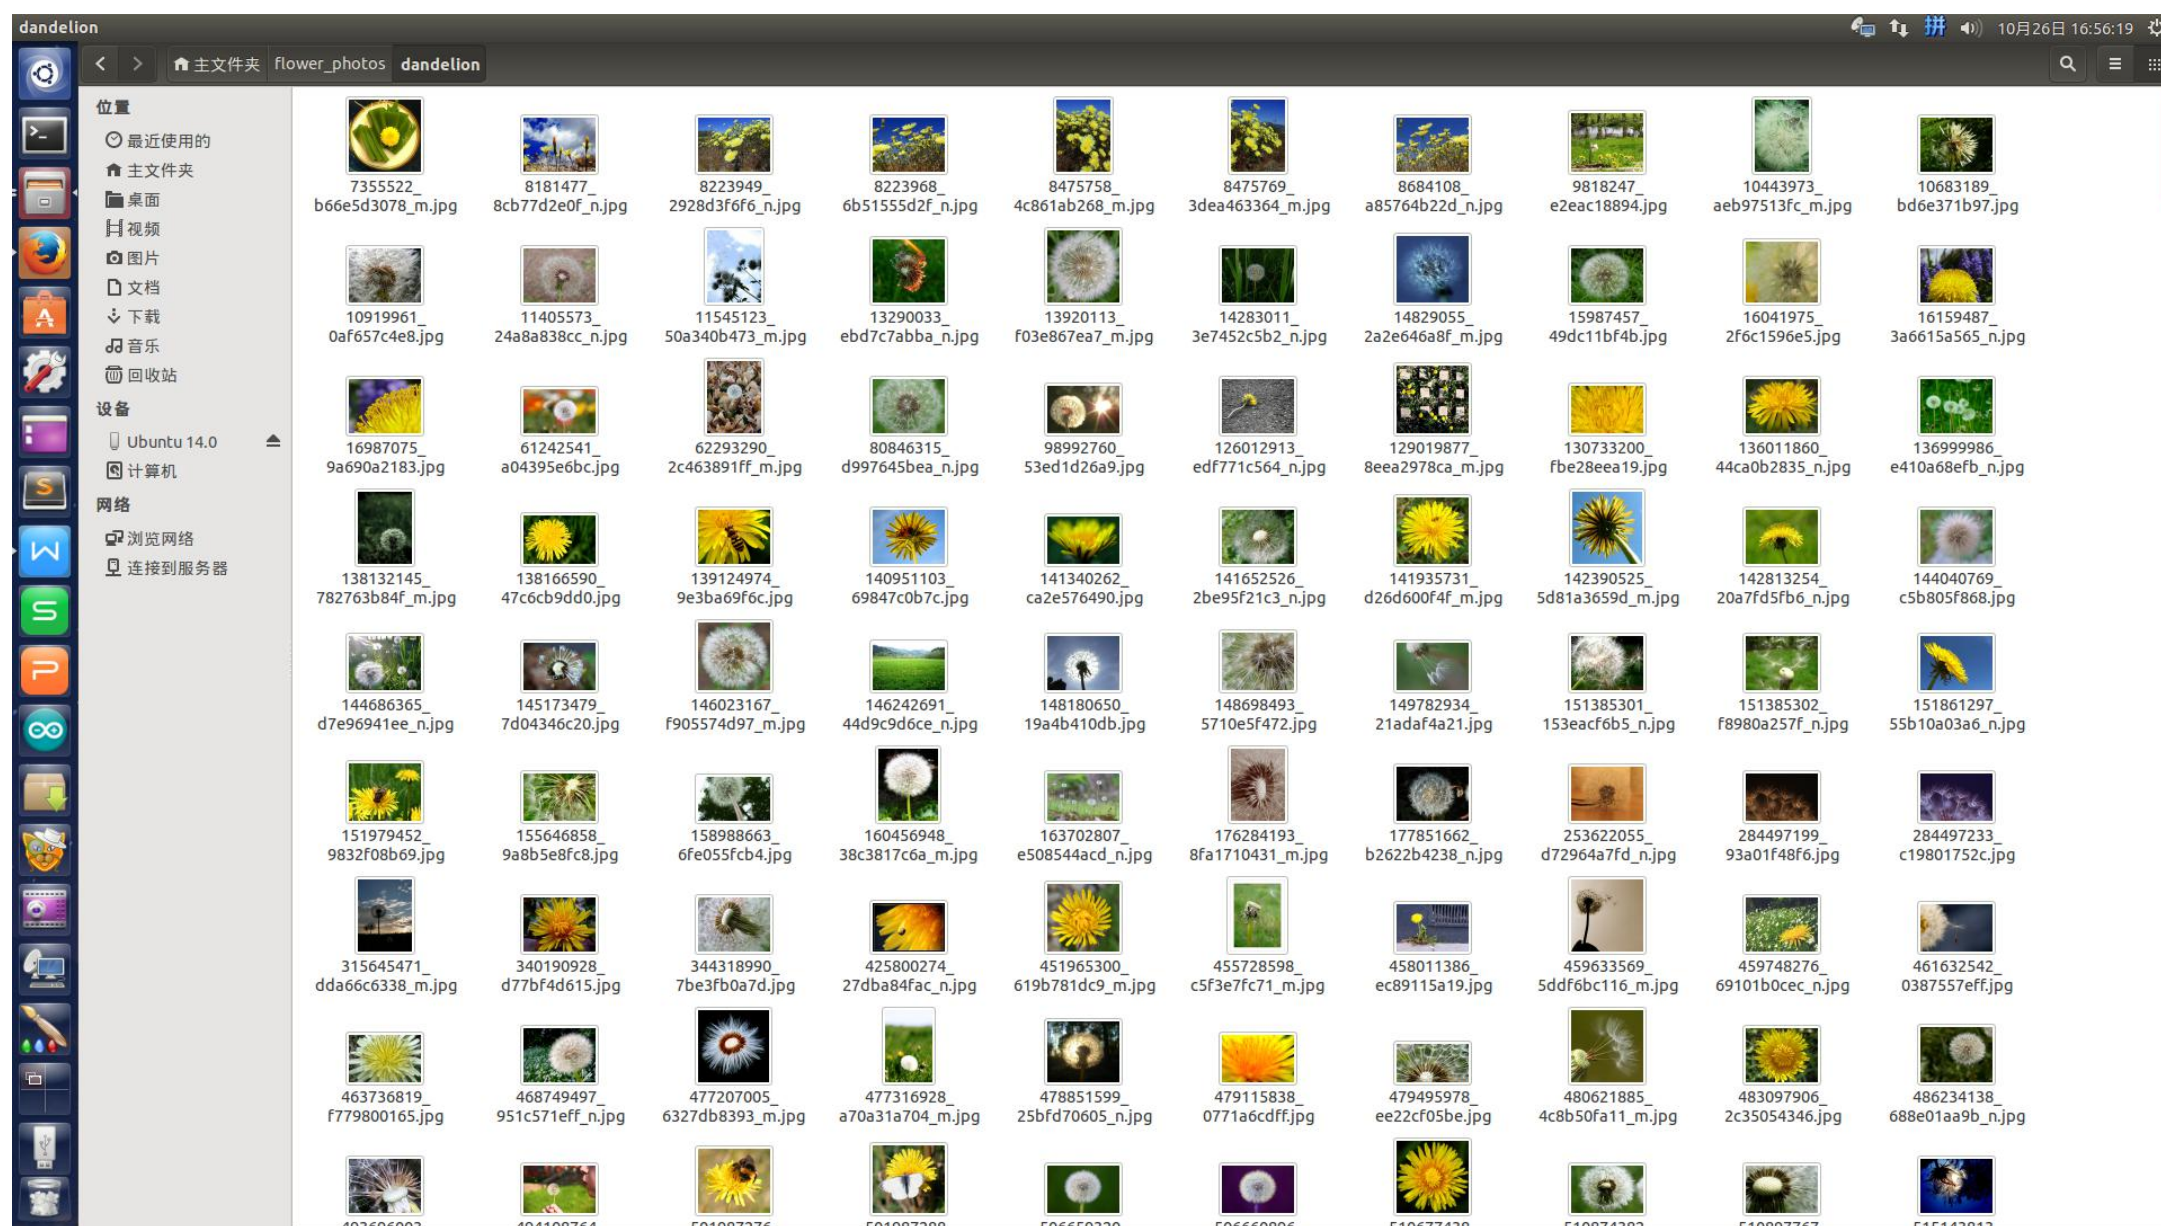 dandelion
拼 10月26日 16:56:19
主文件夹 flower_photos dandelion
位置
最近使用的
主文件夹
桌面
视频
图片
文档
下载
音乐
回收站
设备
Ubuntu 14.0
计算机
网络
浏览网络
连接到服务器
7355522_ 8181477_ 8223949_ 8223968_ 8475758_ 8475769_ 8684108_ 9818247_ 10443973_ 10683189_
b66e5d3078_m.jpg 8cb77d2e0f_n.jpg 2928d3f6f6_n.jpg 6b51555d2f_n.jpg 4c861ab268_m.jpg 3dea463364_m.jpg a85764b22d_n.jpg e2eac18894.jpg aeb97513fc_m.jpg bd6e371b97.jpg
10919961_ 11405573_ 11545123_ 13290033_ 13920113_ 14283011_ 14829055_ 15987457_ 16041975_ 16159487_
0af657c4e8.jpg 24a8a838cc_n.jpg 50a340b473_m.jpg ebd7c7abba_n.jpg f03e867ea7_m.jpg 3e7452c5b2_n.jpg 2a2e646a8f_m.jpg 49dc11bf4b.jpg 2f6c1596e5.jpg 3a6615a565_n.jpg
16987075_ 61242541_ 62293290_ 80846315_ 98992760_ 126012913_ 129019877_ 130733200_ 136011860_ 136999986_
9a690a2183.jpg a04395e6bc.jpg 2c463891ff_m.jpg d997645bea_n.jpg 53ed1d26a9.jpg edf771c564_n.jpg 8eea2978ca_m.jpg fbe28eea19.jpg 44ca0b2835_n.jpg e410a68efb_n.jpg
138132145_ 138166590_ 139124974_ 140951103_ 141340262_ 141652526_ 141935731_ 142390525_ 142813254_ 144040769_
782763b84f_m.jpg 47c6cb9dd0.jpg 9e3ba69f6c.jpg 69847c0b7c.jpg ca2e576490.jpg 2be95f21c3_n.jpg d26d600f4f_m.jpg 5d81a3659d_m.jpg 20a7fd5fb6_n.jpg c5b805f868.jpg
144686365_ 145173479_ 146023167_ 146242691_ 148180650_ 148698493_ 149782934_ 151385301_ 151385302_ 151861297_
d7e96941ee_n.jpg 7d04346c20.jpg f905574d97_m.jpg 44d9c9d6ce_n.jpg 19a4b410db.jpg 5710e5f472.jpg 21adaf4a21.jpg 153eacf6b5_n.jpg f8980a257f_n.jpg 55b10a03a6_n.jpg
151979452_ 155646858_ 158988663_ 160456948_ 163702807_ 176284193_ 177851662_ 253622055_ 284497199_ 284497233_
9832f08b69.jpg 9a8b5e8fc8.jpg 6fe055fcb4.jpg 38c3817c6a_m.jpg e508544acd_n.jpg 8fa1710431_m.jpg b2622b4238_n.jpg d72964a7fd_n.jpg 93a01f48f6.jpg c19801752c.jpg
315645471_ 340190928_ 344318990_ 425800274_ 451965300_ 455728598_ 458011386_ 459633569_ 459748276_ 461632542_
dda66c6338_m.jpg d77bf4d615.jpg 7be3fb0a7d.jpg 27dba84fac_n.jpg 619b781dc9_m.jpg c5f3e7fc71_m.jpg ec89115a19.jpg 5ddf6bc116_m.jpg 69101b0cec_n.jpg 0387557eff.jpg
463736819_ 468749497_ 477207005_ 477316928_ 478851599_ 479115838_ 479495978_ 480621885_ 483097906_ 486234138_
f779800165.jpg 951c571eff_n.jpg 6327db8393_m.jpg a70a31a704_m.jpg 25bfd70605_n.jpg 0771a6cdff.jpg ee22cf05be.jpg 4c8b50fa11_m.jpg 2c35054346.jpg 688e01aa9b_n.jpg